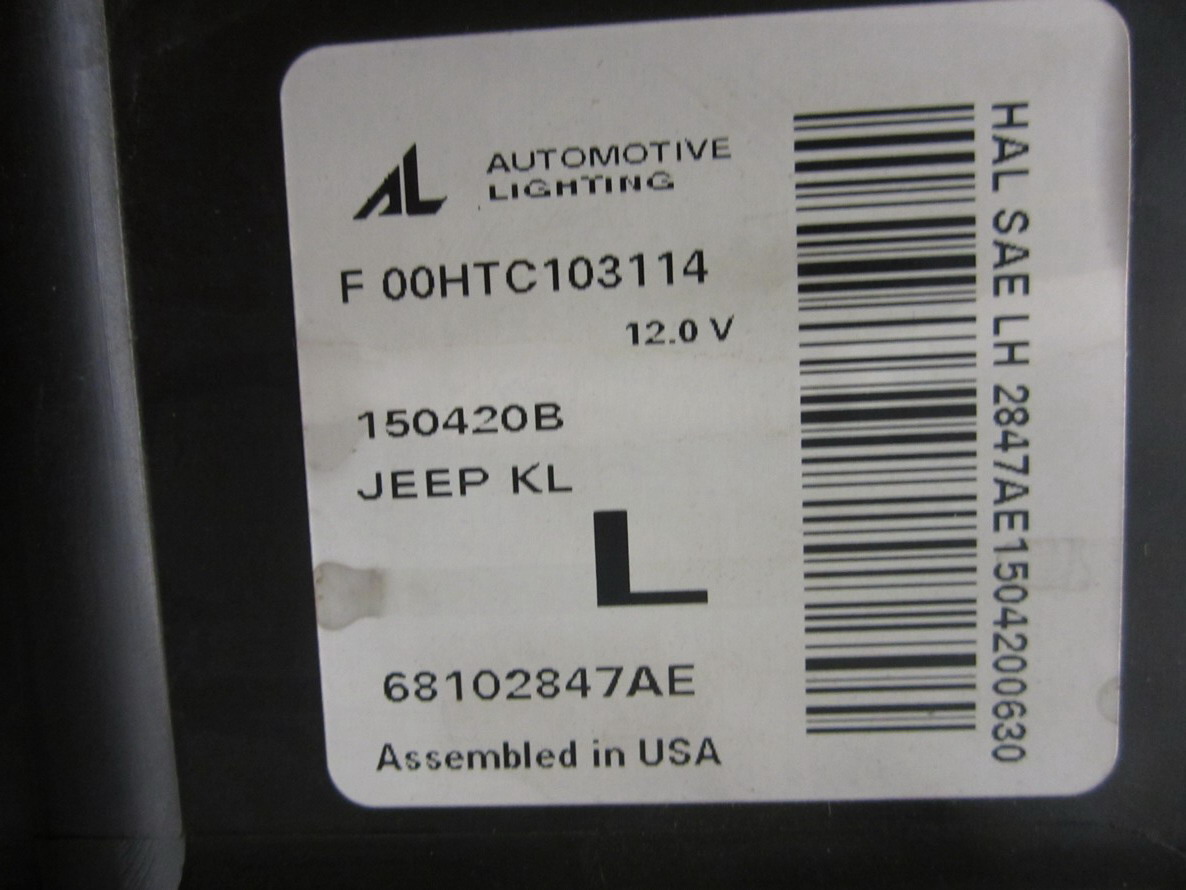 AL
AUTOMOTIVE
LIGHTING
F 00HTC103114
12.0 V
150420B
JEEP KL
L
68102847AE
Assembled in USA
HAL SAE LH 2847AE1504200630